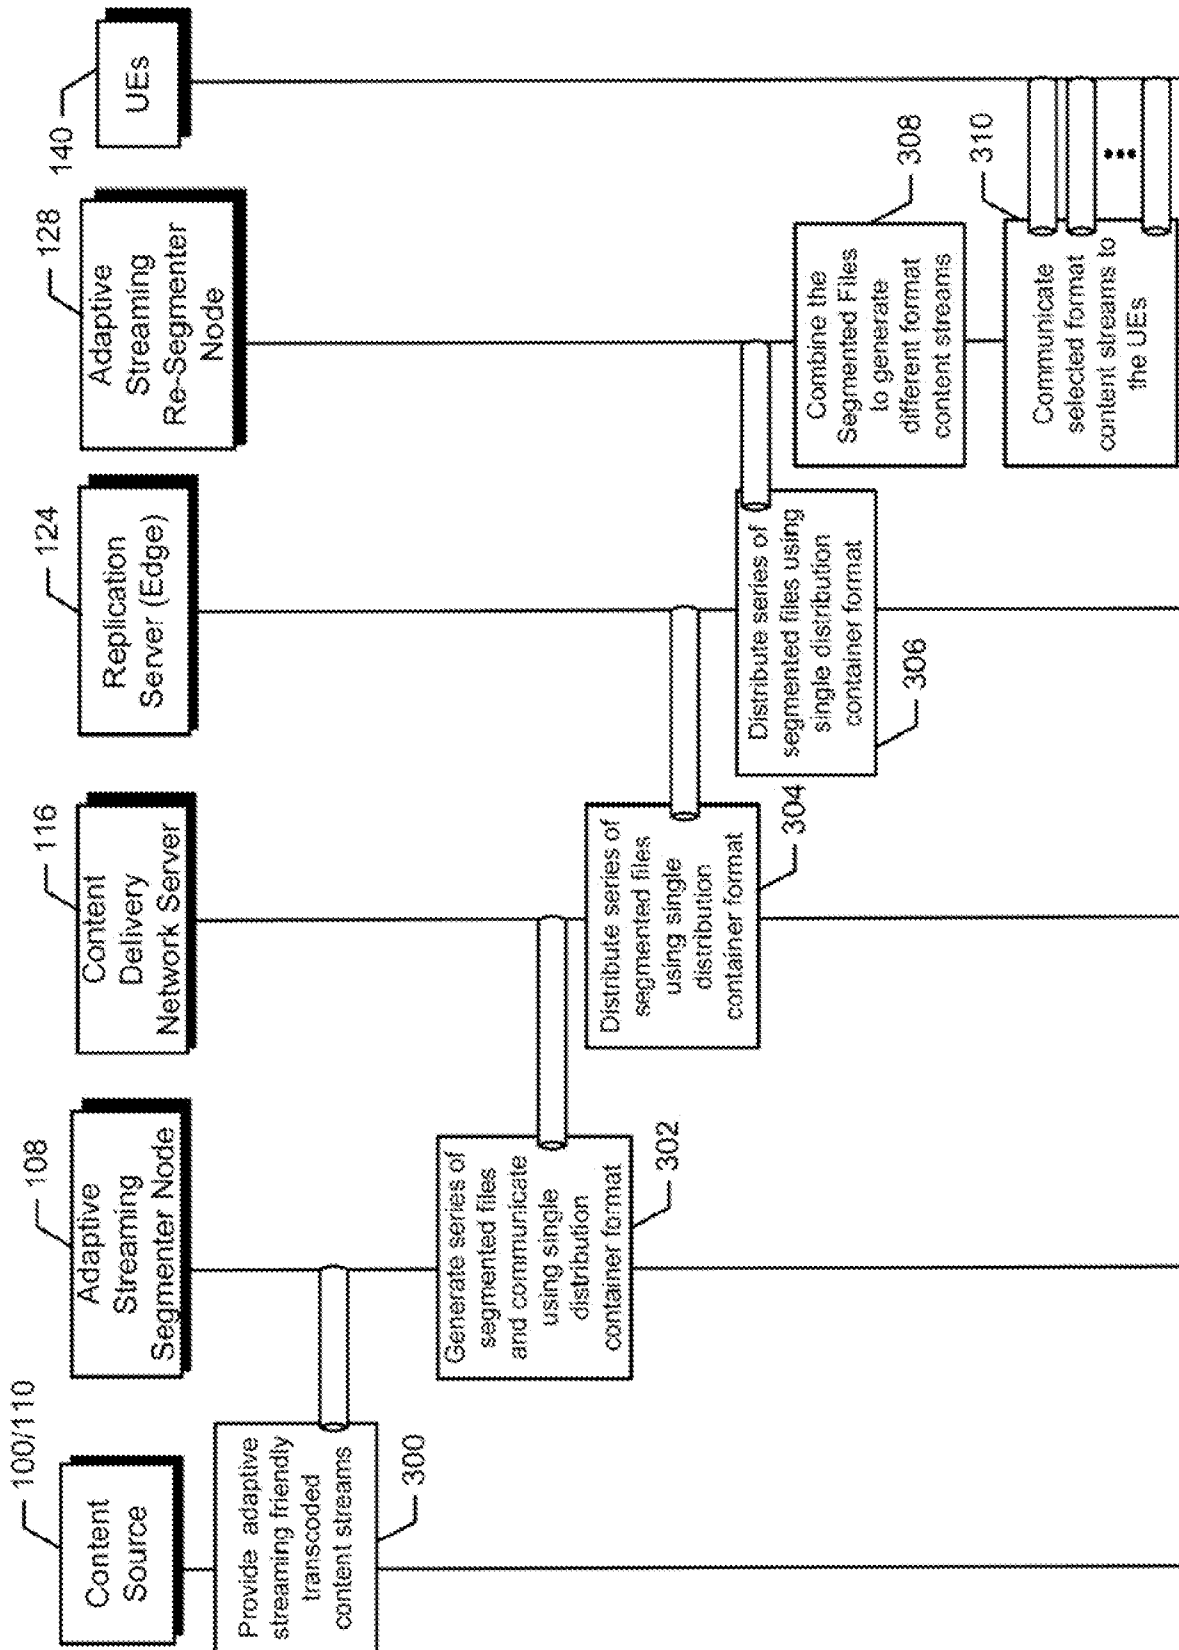 100/110
Content
Source
108
Adaptive
Streaming
Segmenter Node
116
Content
Delivery
Network Server
124
Replication
Server (Edge)
128
Adaptive
Streaming
Re-Segmenter
Node
140
UEs
Provide adaptive
streaming friendly
transcoded
content streams
300
Generate series of
segmented files
and communicate
using single
distribution
container format
302
Distribute series of
segmented files
using single
distribution
container format
304
Distribute series of
segmented files using
single distribution
container format
306
Combine the
Segmented Files
to generate
different format
content streams
308
Communicate
selected format
content streams to
the UEs
310